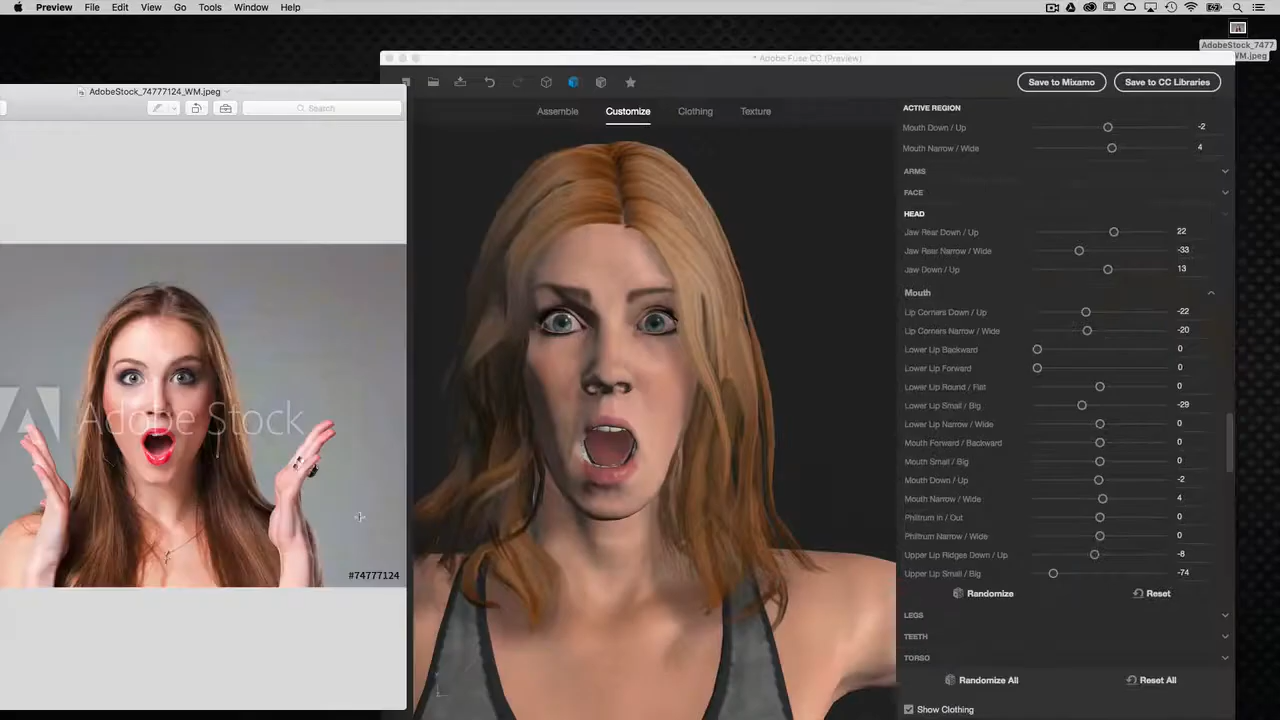 Preview File Edit View Go Tools Window Help
AdobeStock_7477
WM.jpeg
* Adobe Fuse CC (Preview)
AdobeStock_74777124_WM.jpeg
Search
Save to Mixamo
Save to CC Libraries
Assemble Customize Clothing Texture
ACTIVE REGION
Mouth Down / Up -2
Mouth Narrow / Wide 4
ARMS
FACE
HEAD
Jaw Rear Down / Up 22
Jaw Rear Narrow / Wide -33
Jaw Down / Up 13
Mouth
Lip Corners Down / Up -22
Lip Corners Narrow / Wide -20
Lower Lip Backward 0
Lower Lip Forward 0
Lower Lip Round / Flat 0
Lower Lip Small / Big -29
Lower Lip Narrow / Wide 0
Mouth Forward / Backward 0
Mouth Small / Big 0
Mouth Down / Up -2
Mouth Narrow / Wide 4
Philtrum In / Out 0
Philtrum Narrow / Wide 0
Upper Lip Ridges Down / Up -8
Upper Lip Small / Big -74
Randomize Reset
LEGS
TEETH
TORSO
Randomize All Reset All
Show Clothing
Adobe Stock
#74777124